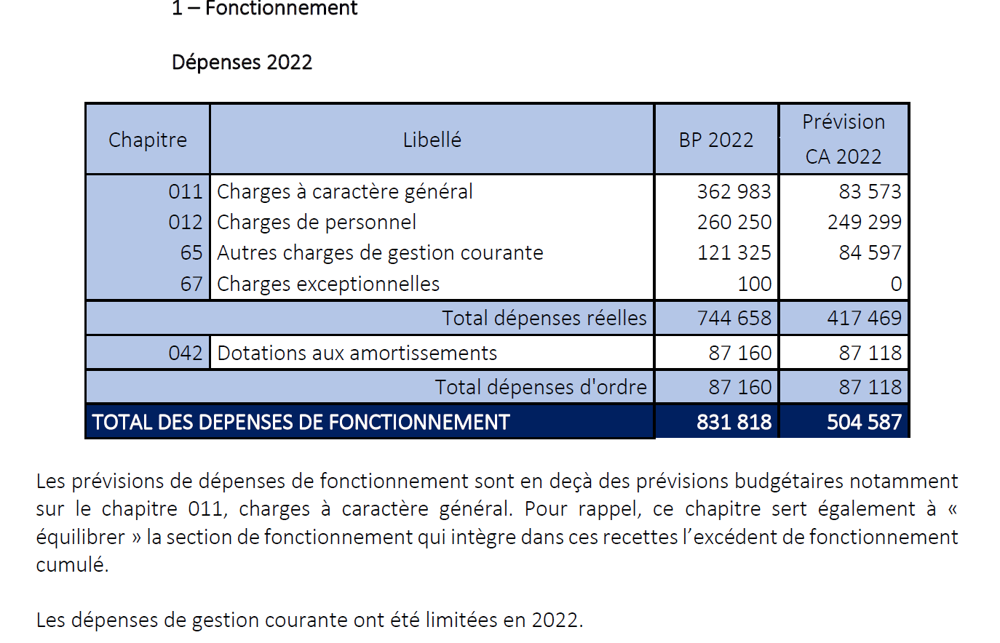 1 – Fonctionnement
Dépenses 2022
Chapitre Libellé BP 2022 Prévision CA 2022
011 Charges à caractère général 362 983 83 573
012 Charges de personnel 260 250 249 299
65 Autres charges de gestion courante 121 325 84 597
67 Charges exceptionnelles 100 0
Total dépenses réelles 744 658 417 469
042 Dotations aux amortissements 87 160 87 118
Total dépenses d'ordre 87 160 87 118
TOTAL DES DEPENSES DE FONCTIONNEMENT 831 818 504 587
Les prévisions de dépenses de fonctionnement sont en deçà des prévisions budgétaires notamment
sur le chapitre 011, charges à caractère général. Pour rappel, ce chapitre sert également à «
équilibrer » la section de fonctionnement qui intègre dans ces recettes l’excédent de fonctionnement
cumulé.
Les dépenses de gestion courante ont été limitées en 2022.